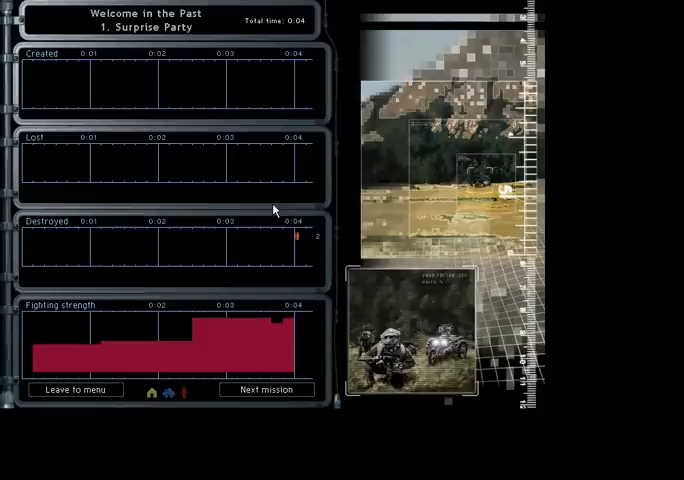 Welcome in the Past
1. Surprise Party
Total time: 0:04
Created 0:01 0:02 0:03 0:04
Lost 0:01 0:02 0:03 0:04
Destroyed 0:01 0:02 0:03 0:04
2
Fighting strength 0:02 0:03 0:04
Leave to menu
Next mission